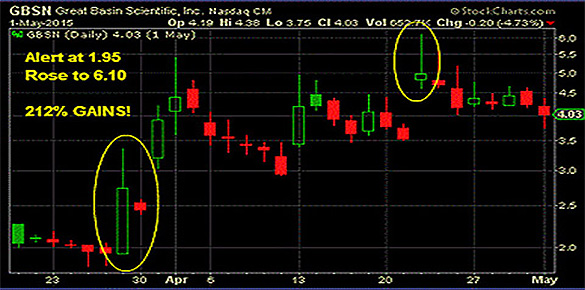 GBSN Great Basin Scientific, Inc. Nasdaq CM © StockCharts.com
1-May-2015 Op 4.19 Hi 4.38 Lo 3.75 Cl 4.03 Vol 652.7K Chg -0.20 (-4.73%)
GBSN (Daily) 4.03 (1 May)
Alert at 1.95
Rose to 6.10
212% GAINS!
6.0
5.5
5.0
4.5
4.03
3.5
3.0
2.5
2.0
23 30 Apr 6 13 20 27 May